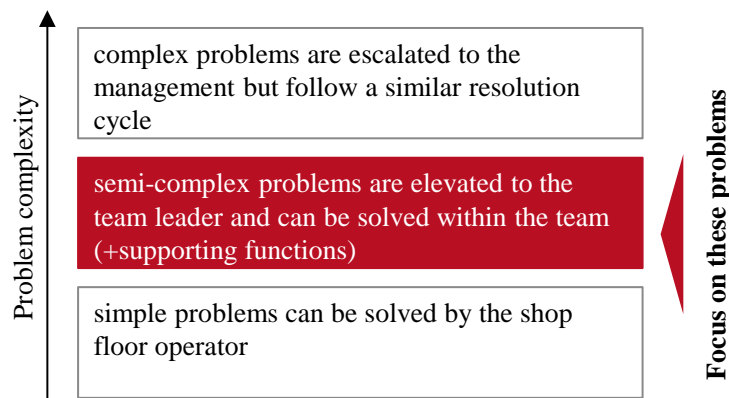 Problem complexity
complex problems are escalated to the
management but follow a similar resolution
cycle
semi-complex problems are elevated to the
team leader and can be solved within the team
(+supporting functions)
simple problems can be solved by the shop
floor operator
Focus on these problems